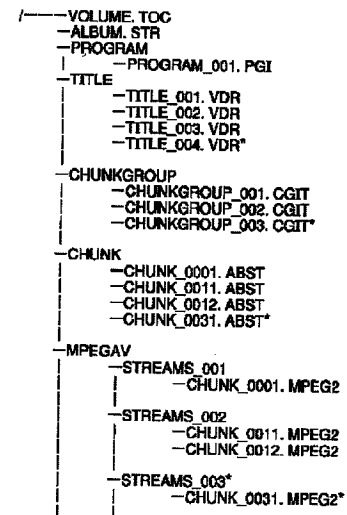 / VOLUME. TOC
ALBUM. STR
PROGRAM
PROGRAM_001. PGI
TITLE
TITLE_001. VDR
TITLE_002. VDR
TITLE_003. VDR
TITLE_004. VDR*
CHUNKGROUP
CHUNKGROUP_001. CGIT
CHUNKGROUP_002. CGIT
CHUNKGROUP_003. CGIT*
CHUNK
CHUNK_0001. ABST
CHUNK_0011. ABST
CHUNK_0012. ABST
CHUNK_0031. ABST*
MPEGAV
STREAMS_001
CHUNK_0001. MPEG2
STREAMS_002
CHUNK_0011. MPEG2
CHUNK_0012. MPEG2
STREAMS_003*
CHUNK_0031. MPEG2*